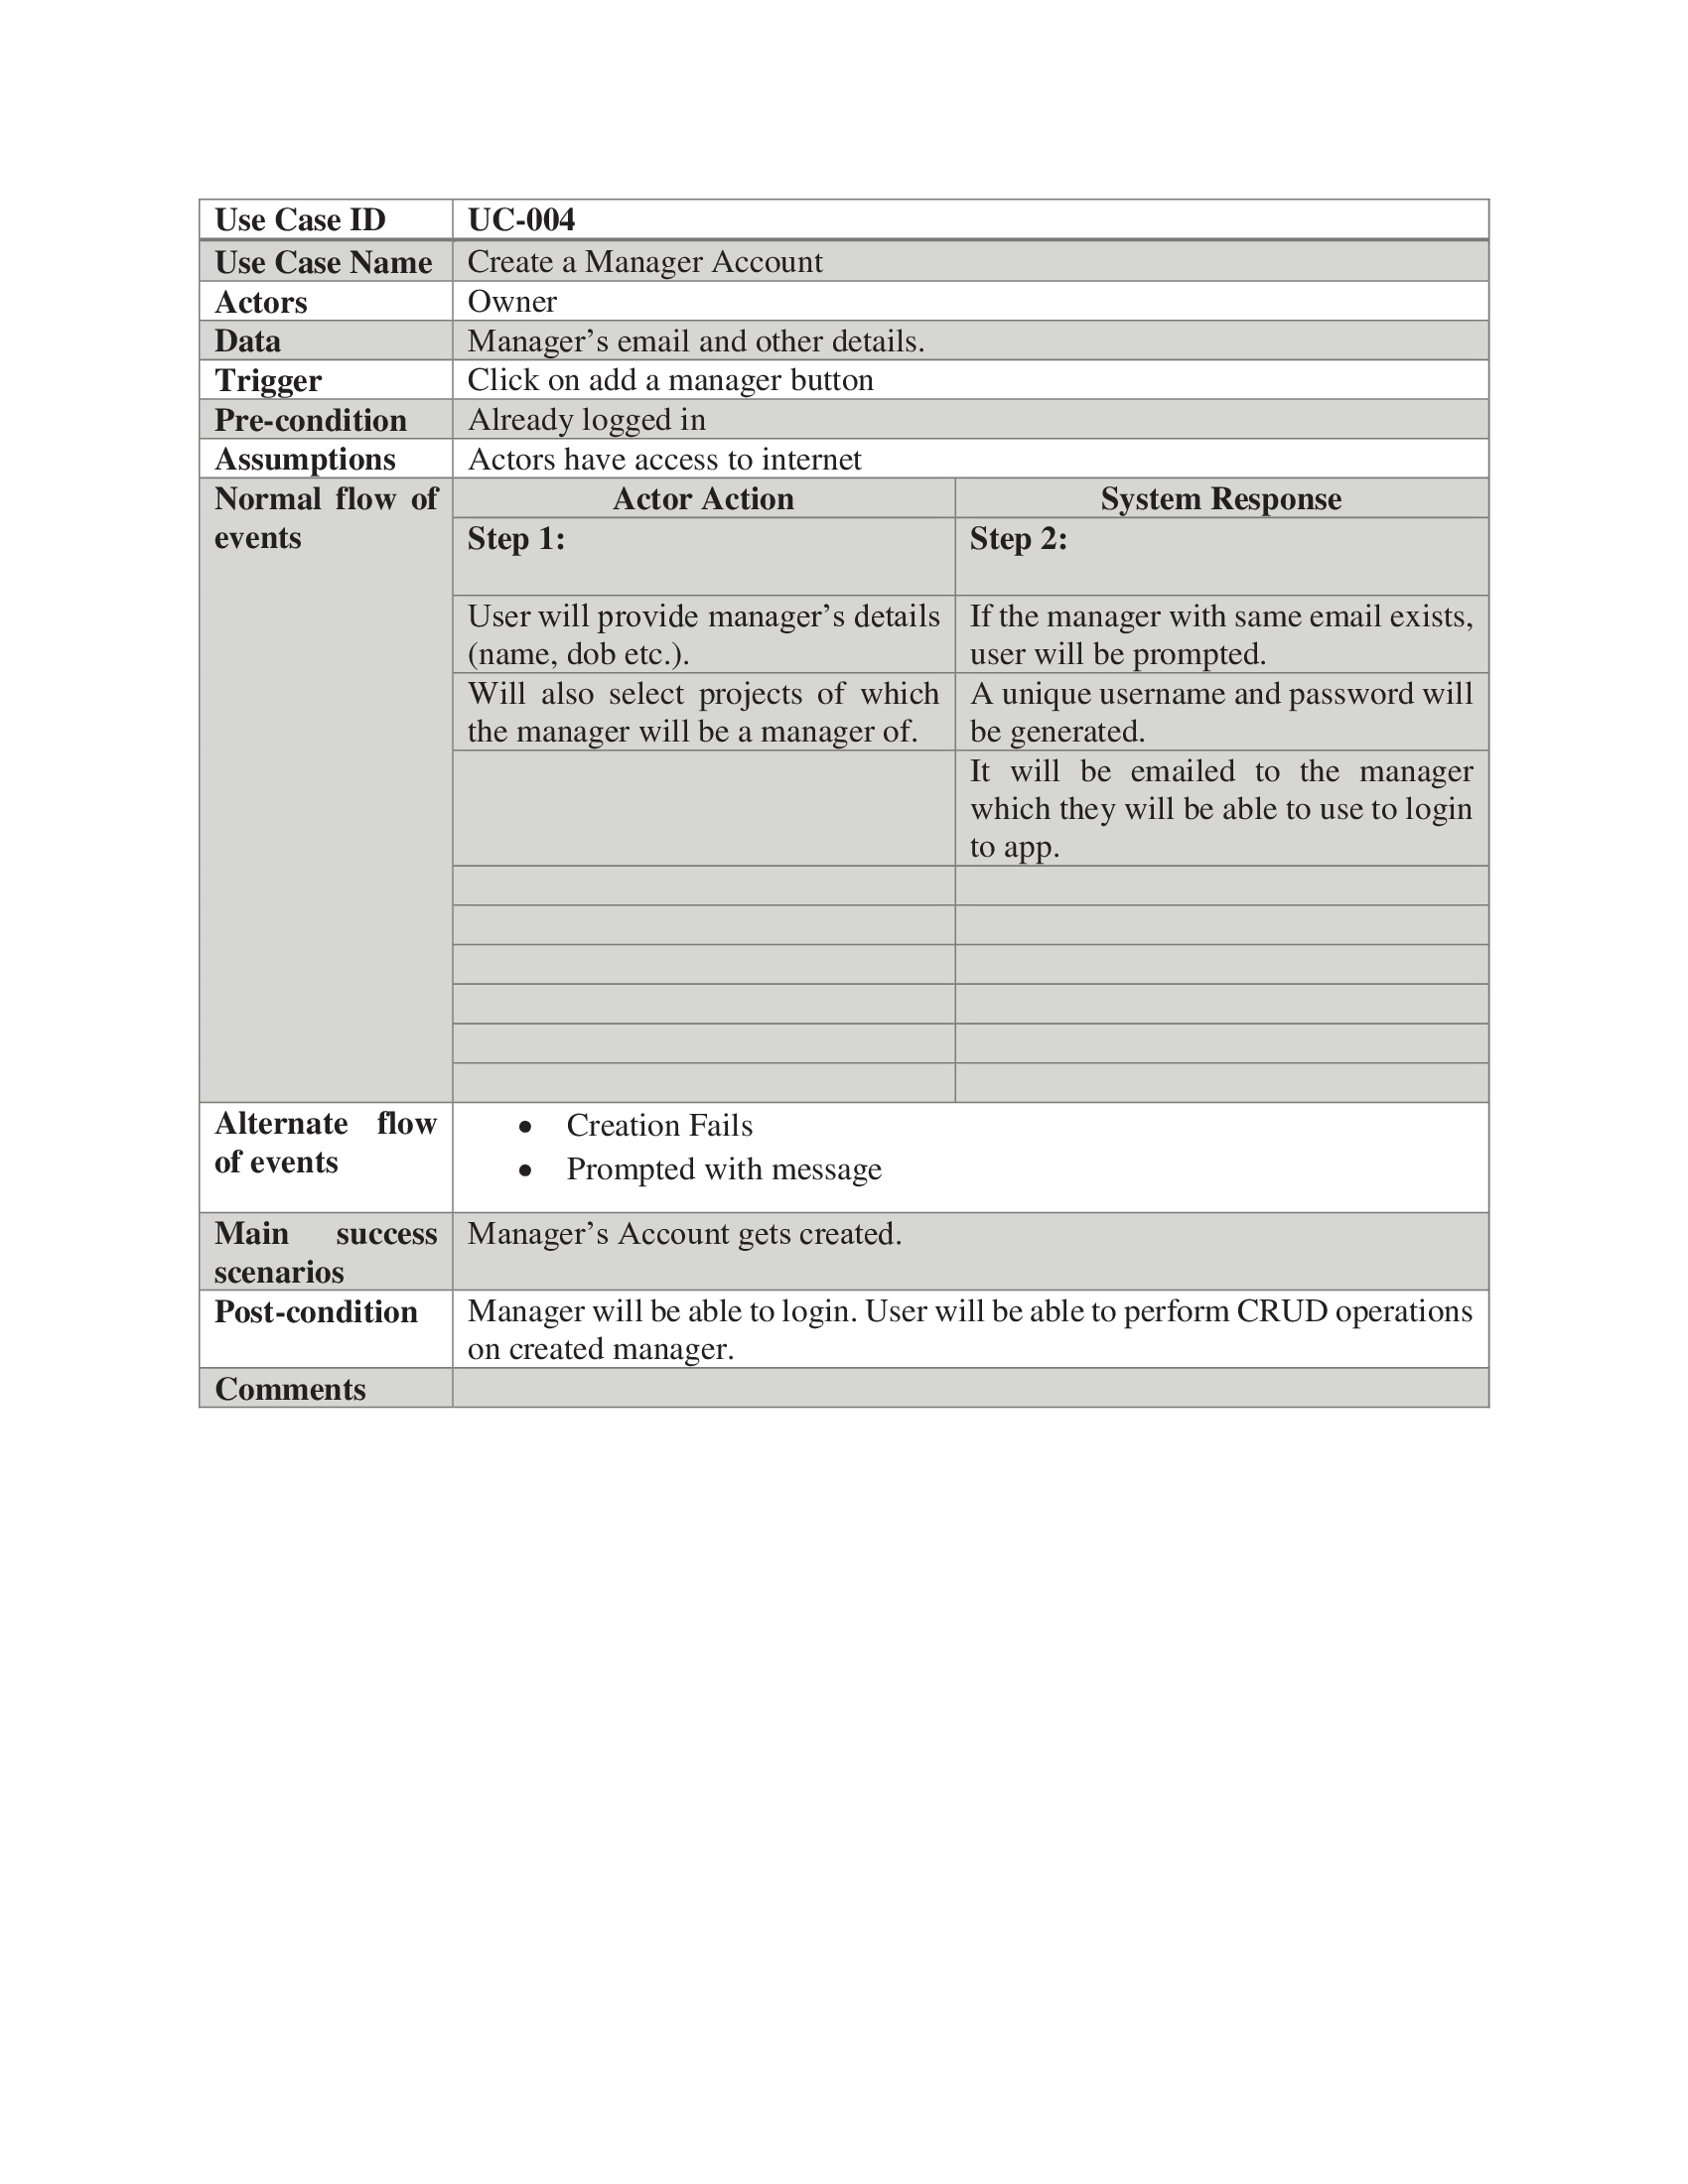 Use Case ID UC-004
Use Case Name Create a Manager Account
Actors Owner
Data Manager’s email and other details.
Trigger Click on add a manager button
Pre-condition Already logged in
Assumptions Actors have access to internet
Normal flow of
events
Actor Action System Response
Step 1: Step 2:
User will provide manager’s details
(name, dob etc.).
If the manager with same email exists,
user will be prompted.
Will also select projects of which
the manager will be a manager of.
A unique username and password will
be generated.
It will be emailed to the manager
which they will be able to use to login
to app.
Alternate flow
of events
• Creation Fails
• Prompted with message
Main success
scenarios
Manager’s Account gets created.
Post-condition
Manager will be able to login. User will be able to perform CRUD operations
on created manager.
Comments